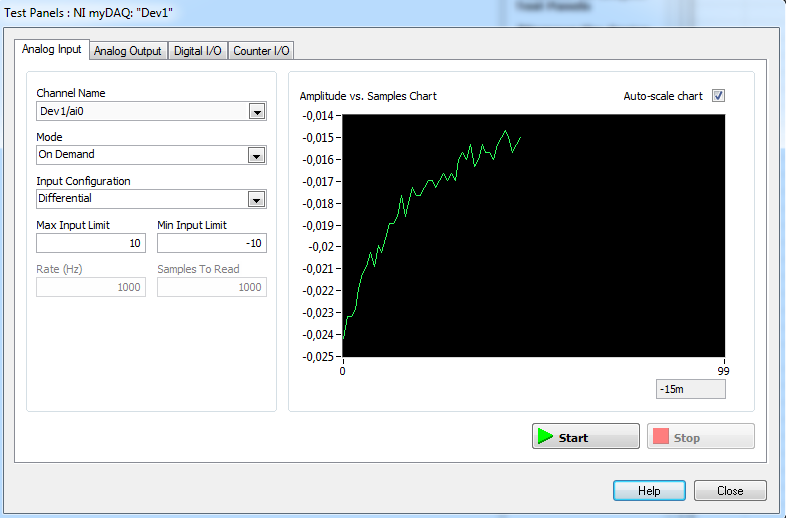 Test Panels : NI myDAQ: "Dev1"
Test Panels
Analog Input
Analog Output
Digital I/O
Counter I/O
Channel Name
Dev1/ai0
Mode
On Demand
Input Configuration
Differential
Max Input Limit
Min Input Limit
10
-10
Rate (Hz)
Samples To Read
1000
1000
Amplitude vs. Samples Chart
Auto-scale chart
-0,014
-0,015
-0,016
-0,017
-0,018
-0,019
-0,02
-0,021
-0,022
-0,023
-0,024
-0,025
0
99
-15m
Start
Stop
Help
Close